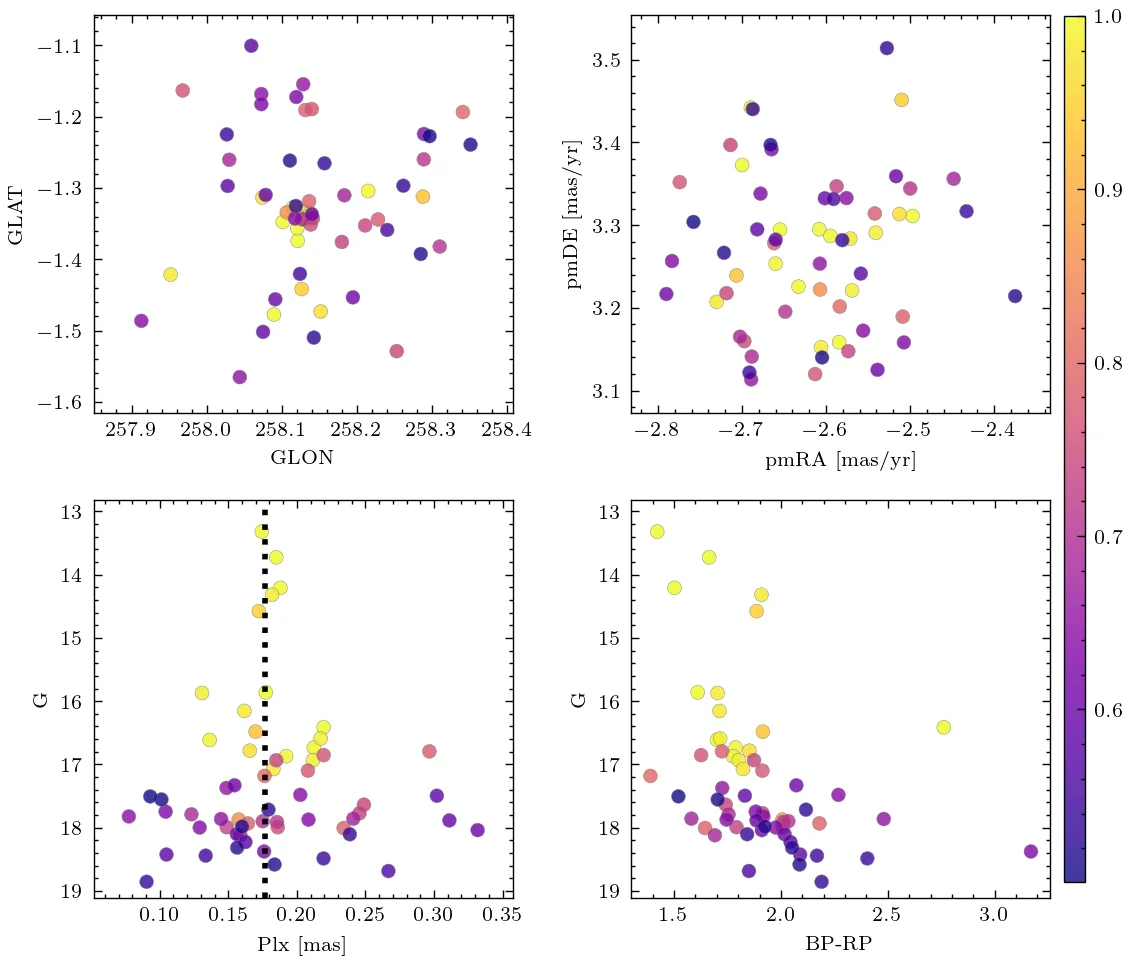 −1.1
−1.2
−1.3
−1.4
−1.5
−1.6
GLAT
257.9 258.0 258.1 258.2 258.3 258.4
GLON
3.5
3.4
3.3
3.2
3.1
pmDE [mas/yr]
−2.8 −2.7 −2.6 −2.5 −2.4
pmRA [mas/yr]
1.0
0.9
0.8
0.7
0.6
13
14
15
16
17
18
19
G
0.10 0.15 0.20 0.25 0.30 0.35
Plx [mas]
13
14
15
16
17
18
19
G
1.5 2.0 2.5 3.0
BP-RP